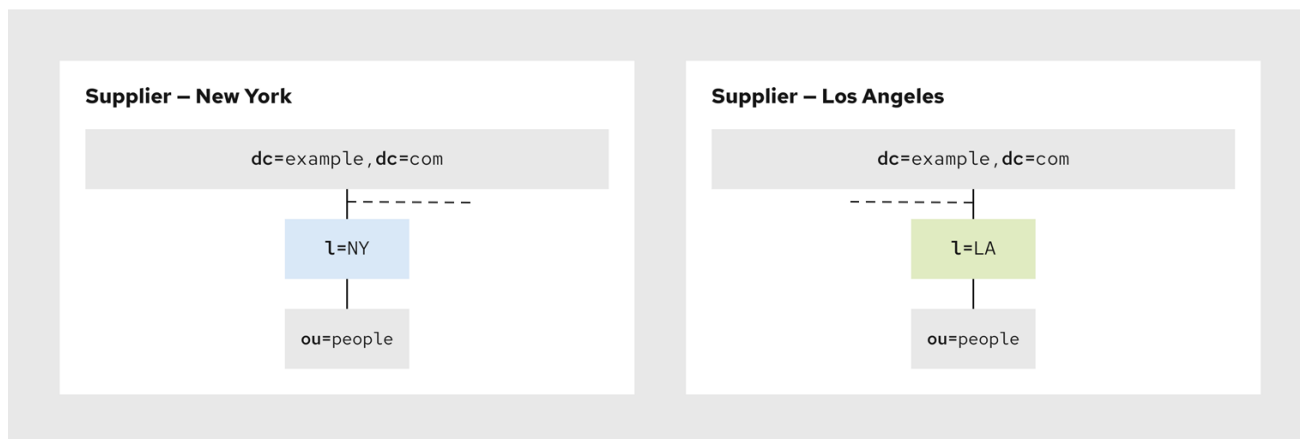 Supplier – New York
dc=example,dc=com
l=NY
ou=people
Supplier – Los Angeles
dc=example,dc=com
l=LA
ou=people